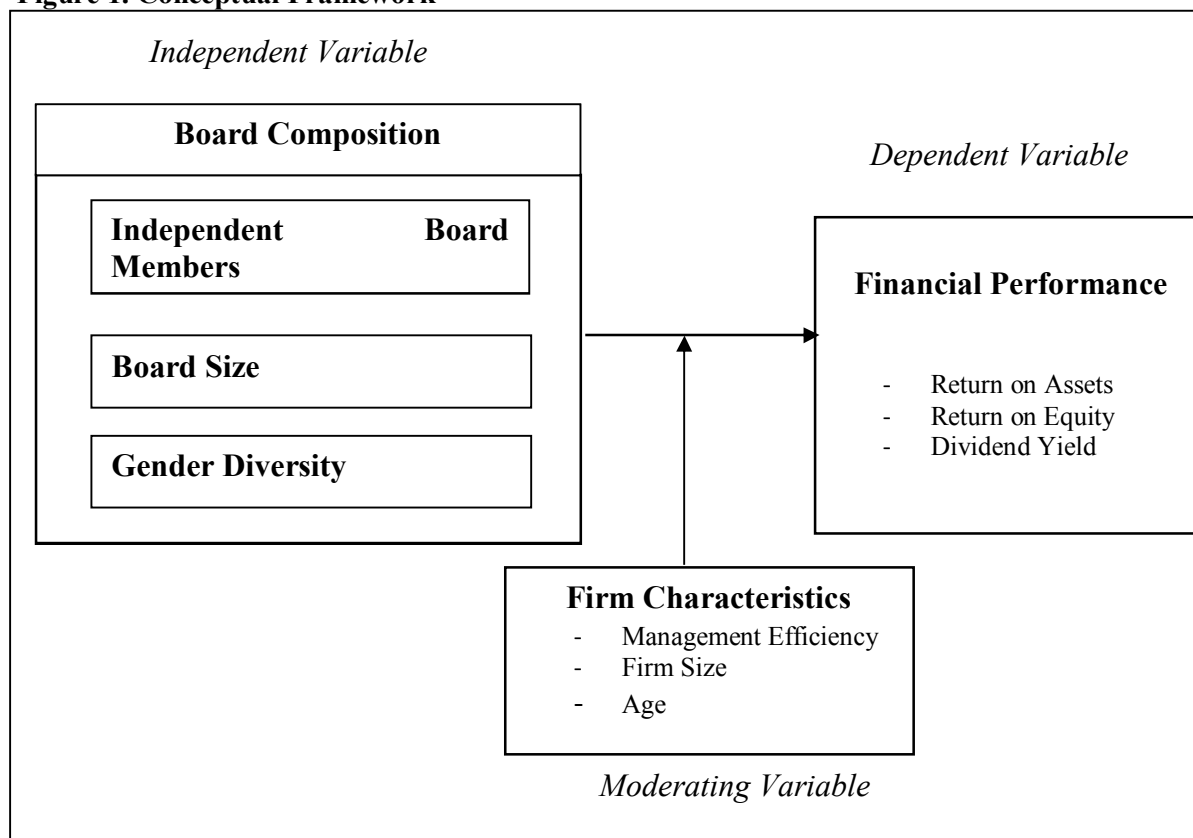 Figure 1: Conceptual Framework
Independent Variable
Board Composition
Independent Board
Members
Board Size
Gender Diversity
Dependent Variable
Financial Performance
- Return on Assets
- Return on Equity
- Dividend Yield
Firm Characteristics
- Management Efficiency
- Firm Size
- Age
Moderating Variable